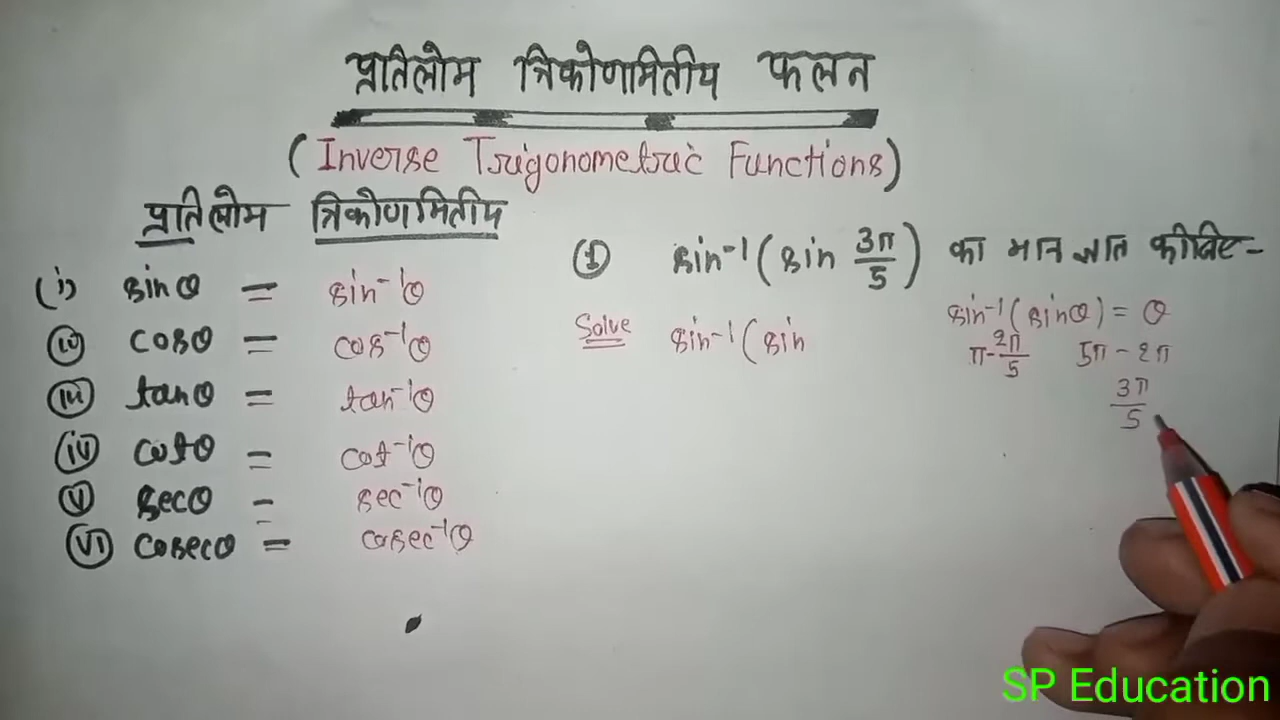 प्रतिलोम त्रिकोणमितीय फलन
(Inverse Trigonometric Functions)
प्रतिलोम त्रिकोणमितीय
(i) sinθ = sin⁻¹θ
(ii) cosθ = cos⁻¹θ
(iii) tanθ = tan⁻¹θ
(iv) cotθ = cot⁻¹θ
(v) secθ = sec⁻¹θ
(vi) cosecθ = cosec⁻¹θ
(1) sin⁻¹(sin 3π/5) का मान ज्ञात कीजिए-
Solve sin⁻¹(sin
sin⁻¹(sinθ) = θ
π-2π/5 5π-2π
3π/5
SP Education